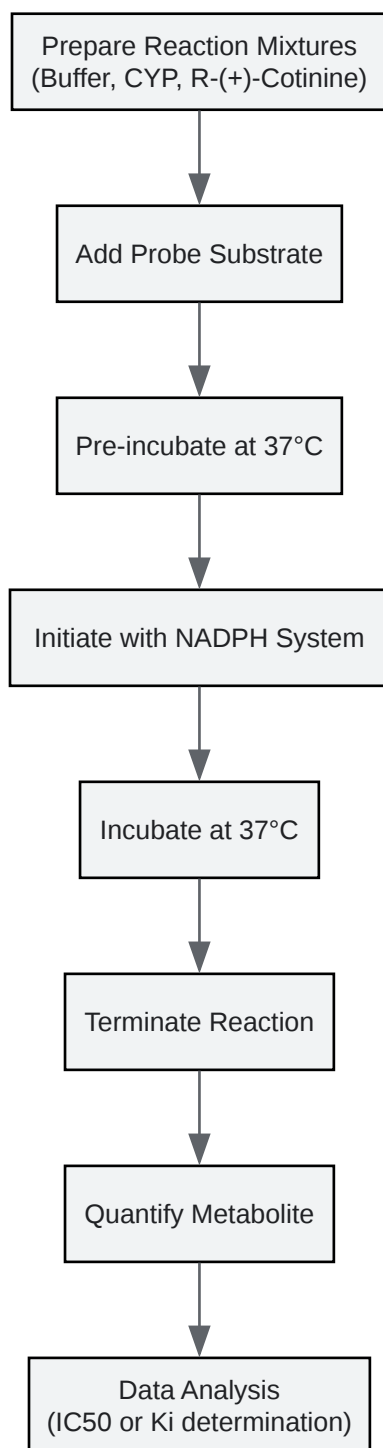 Prepare Reaction Mixtures
(Buffer, CYP, R-(+)-Cotinine)
Add Probe Substrate
Pre-incubate at 37°C
Initiate with NADPH System
Incubate at 37°C
Terminate Reaction
Quantify Metabolite
Data Analysis
(IC50 or Ki determination)